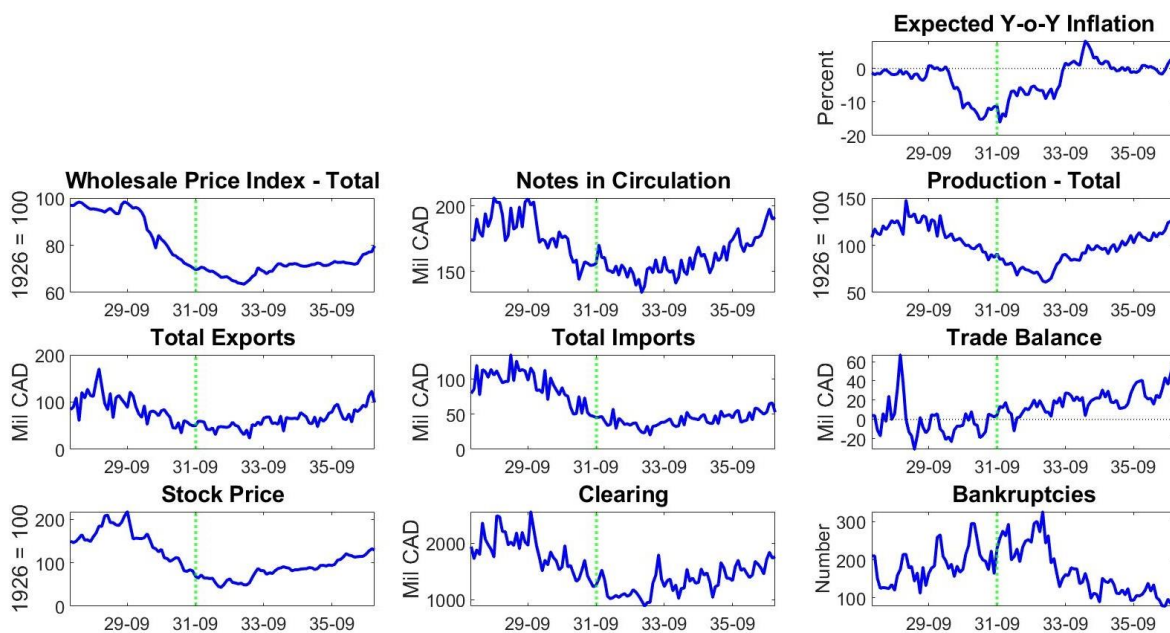 Expected Y-o-Y Inflation
Percent
0
-10
-20
29-09 31-09 33-09 35-09
Wholesale Price Index - Total
1926 = 100
100
80
60
29-09 31-09 33-09 35-09
Notes in Circulation
Mil CAD
200
150
29-09 31-09 33-09 35-09
Production - Total
1926 = 100
150
100
50
29-09 31-09 33-09 35-09
Total Exports
Mil CAD
200
100
0
29-09 31-09 33-09 35-09
Total Imports
Mil CAD
100
50
0
29-09 31-09 33-09 35-09
Trade Balance
Mil CAD
60
40
20
0
-20
29-09 31-09 33-09 35-09
Stock Price
1926 = 100
200
100
0
29-09 31-09 33-09 35-09
Clearing
Mil CAD
2000
1000
29-09 31-09 33-09 35-09
Bankruptcies
Number
300
200
100
29-09 31-09 33-09 35-09